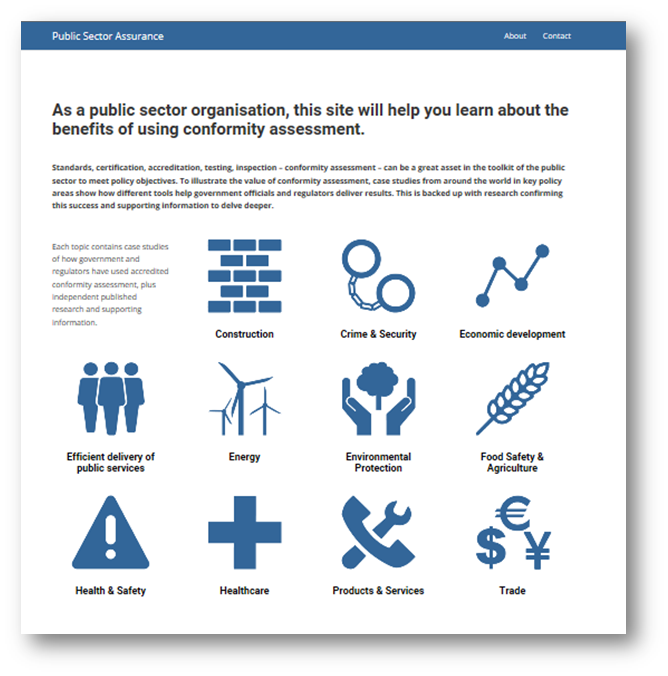 Public Sector Assurance
About
Contact
As a public sector organisation, this site will help you learn about the
benefits of using conformity assessment.
Standards, certification, accreditation, testing, inspection – conformity assessment – can be a great asset in the toolkit of the public
sector to meet policy objectives. To illustrate the value of conformity assessment, case studies from around the world in key policy
areas show how different tools help government officials and regulators deliver results. This is backed up with research confirming
this success and supporting information to delve deeper.
Each topic contains case studies
of how government and
regulators have used accredited
conformity assessment, plus
independent published
research and supporting
information.
Construction
Crime & Security
Economic development
Efficient delivery of
public services
Energy
Environmental
Protection
Food Safety &
Agriculture
Health & Safety
Healthcare
Products & Services
€
$ ¥
Trade